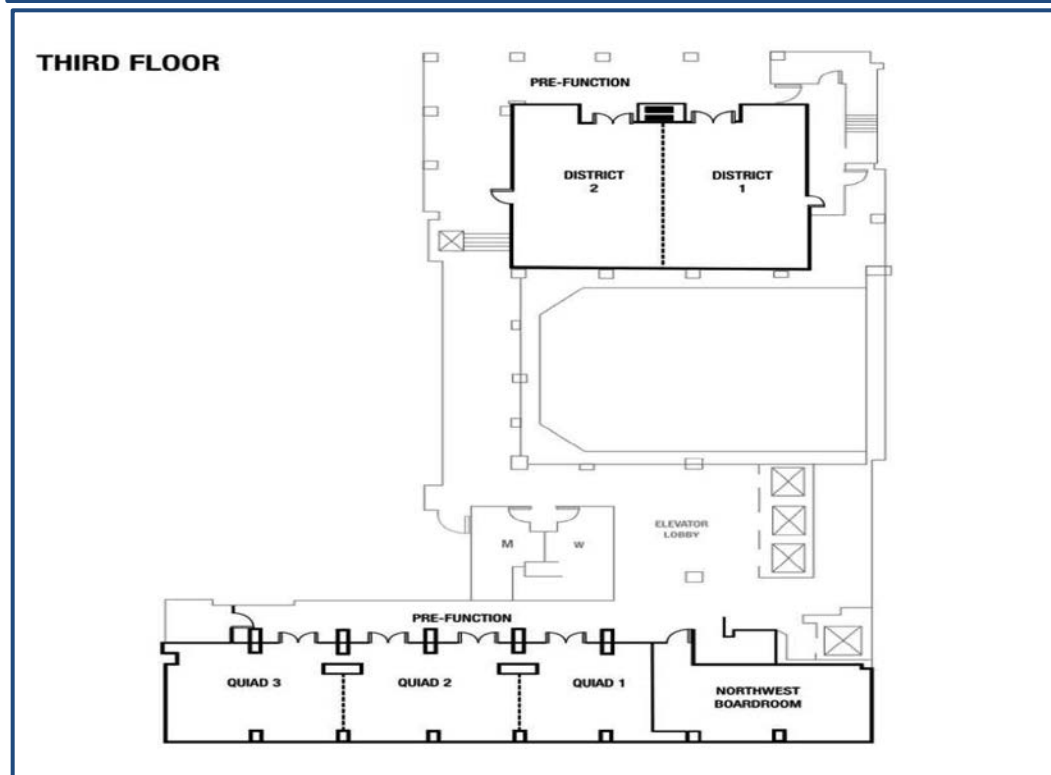 THIRD FLOOR
PRE-FUNCTION
DISTRICT
2
DISTRICT
1
ELEVATOR
LOBBY
M
W
PRE-FUNCTION
QUIAD 3
QUIAD 2
QUIAD 1
NORTHWEST
BOARDROOM